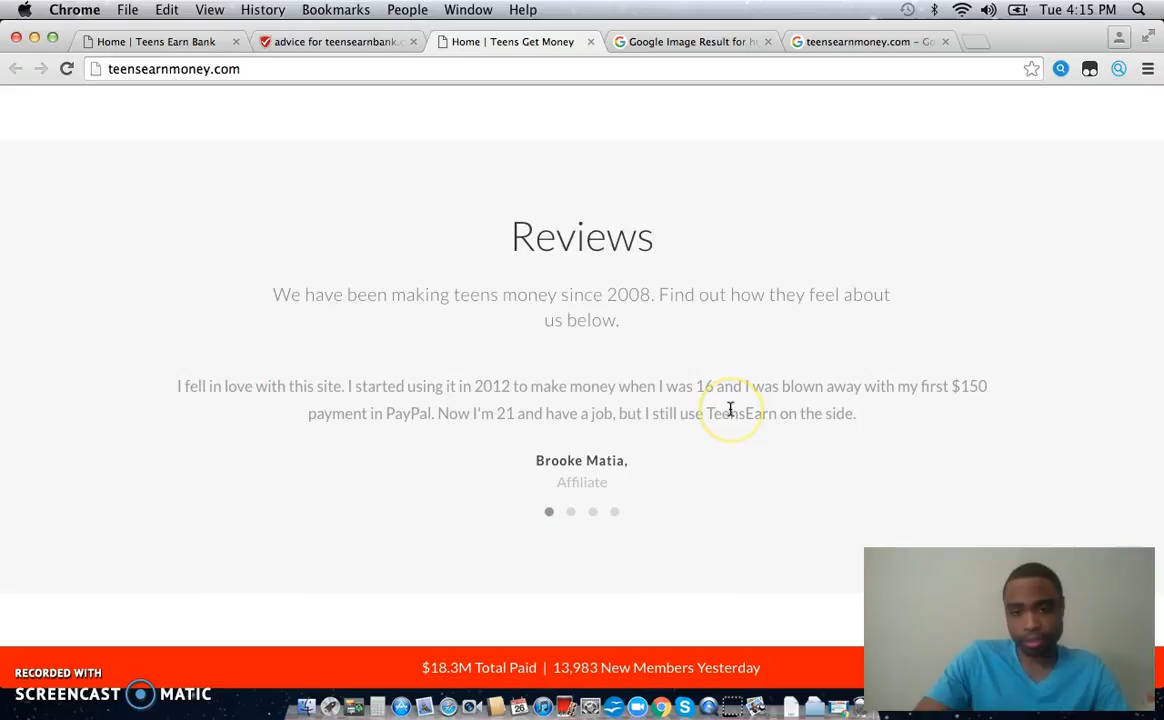 Chrome File Edit View History Bookmarks People Window Help Tue 4:15 PM
Home | Teens Earn Bank advice for teensearnbank.c Home | Teens Get Money Google Image Result for h teensearnmoney.com - Go
teensearnmoney.com
Reviews
We have been making teens money since 2008. Find out how they feel about
us below.
I fell in love with this site. I started using it in 2012 to make money when I was 16 and I was blown away with my first $150
payment in PayPal. Now I'm 21 and have a job, but I still use TeensEarn on the side.
Brooke Matia,
Affiliate
$18.3M Total Paid | 13,983 New Members Yesterday
RECORDED WITH
SCREENCAST MATIC
26